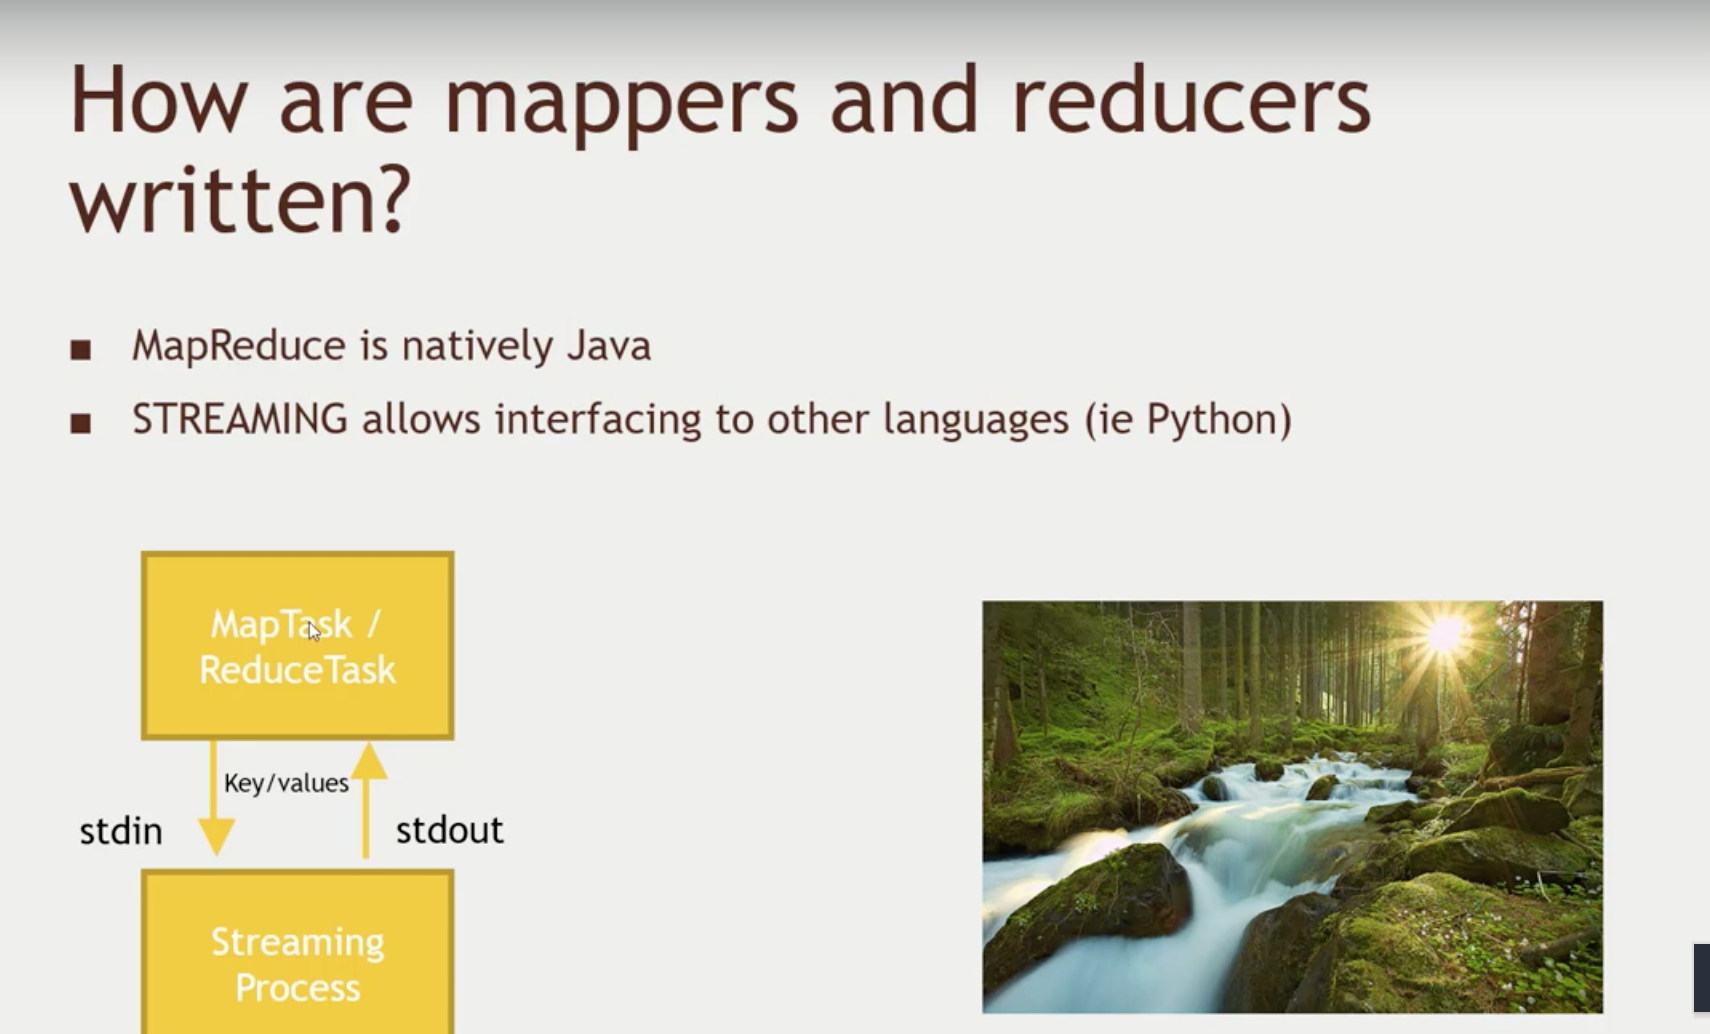 How are mappers and reducers
written?
■ MapReduce is natively Java
■ STREAMING allows interfacing to other languages (ie Python)
MapTask /
ReduceTask
Key/values
stdin
stdout
Streaming
Process